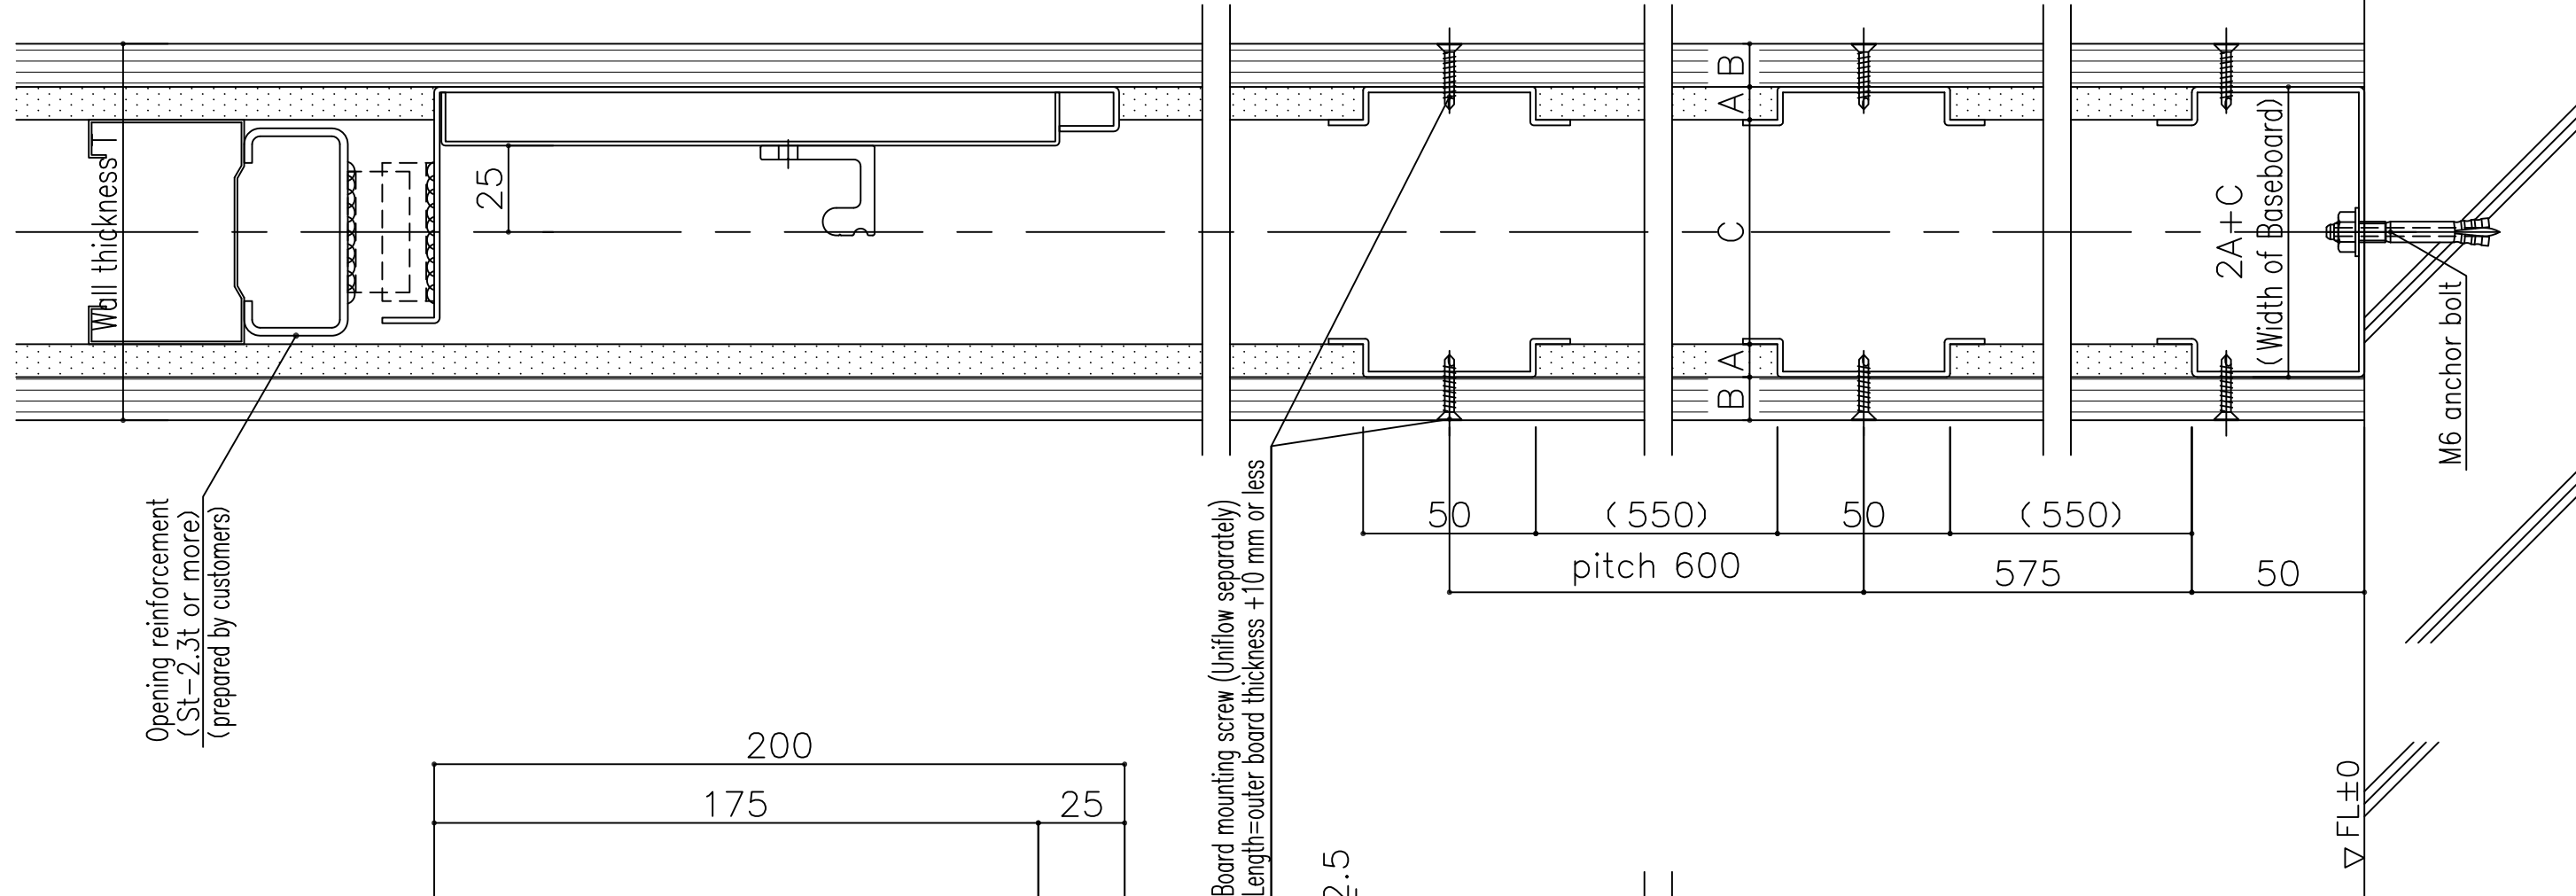 Wall thickness T
25
B
A
C
A
B
2A+C
(Width of Baseboard)
M6 anchor bolt
Opening reinforcement
(St-2.3t or more)
(prepared by customers)
Board mounting screw (Uniflow separately)
Length=outer board thickness +10 mm or less
50
(550)
50
(550)
pitch 600
575
50
200
175
25
2.5
▽ FL±0